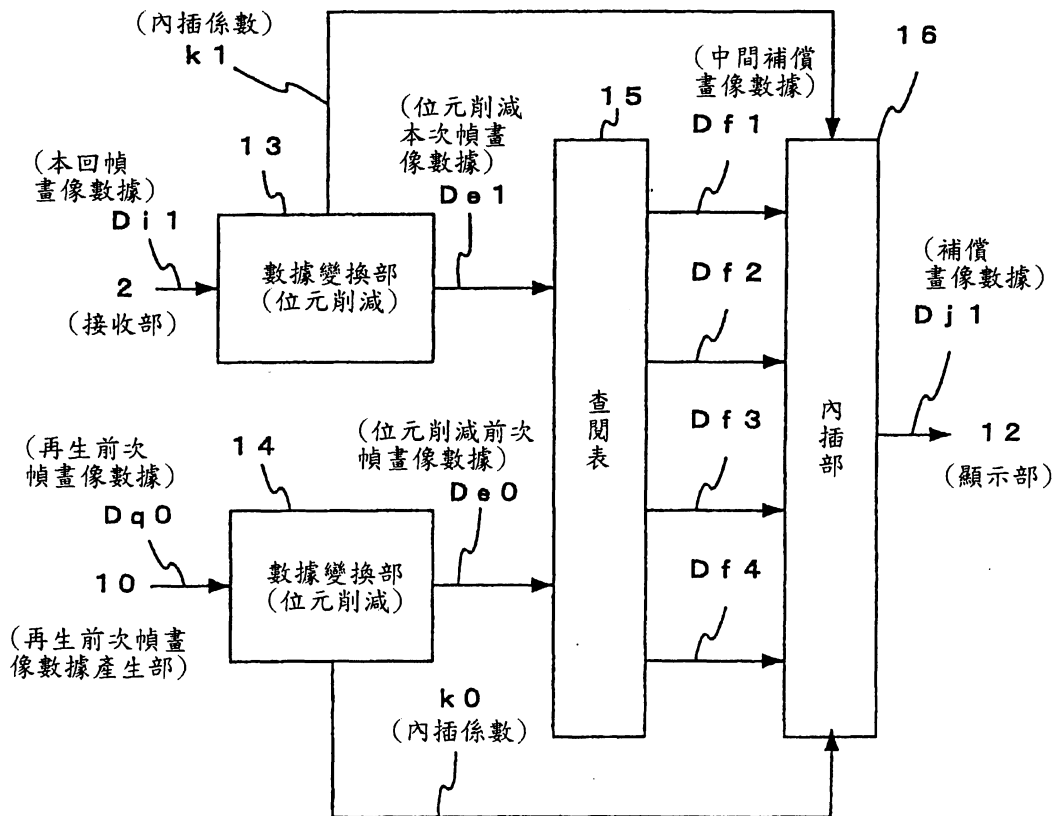 (內插係數)
k1
(本回幀
畫像數據)
Di1
2
(接收部)
13
數據變換部
(位元削減)
(位元削減
本次幀畫
像數據)
De1
15
查閱表
(中間補償
畫像數據)
Df1
Df2
Df3
Df4
16
內插部
(補償
畫像數據)
Dj1
12
(顯示部)
(再生前次
幀畫像數據)
Dq0
10
(再生前次幀畫
像數據產生部)
14
數據變換部
(位元削減)
(位元削減前次
幀畫像數據)
De0
k0
(內插係數)